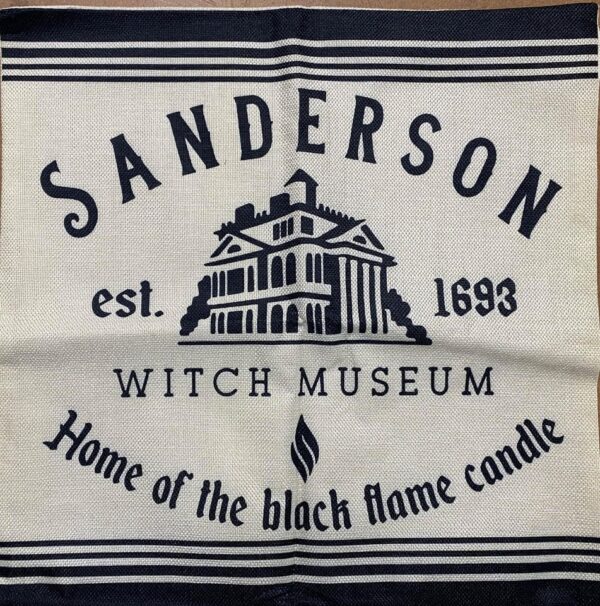 SANDERSON
est. 1693
WITCH MUSEUM
Home of the black flame candle